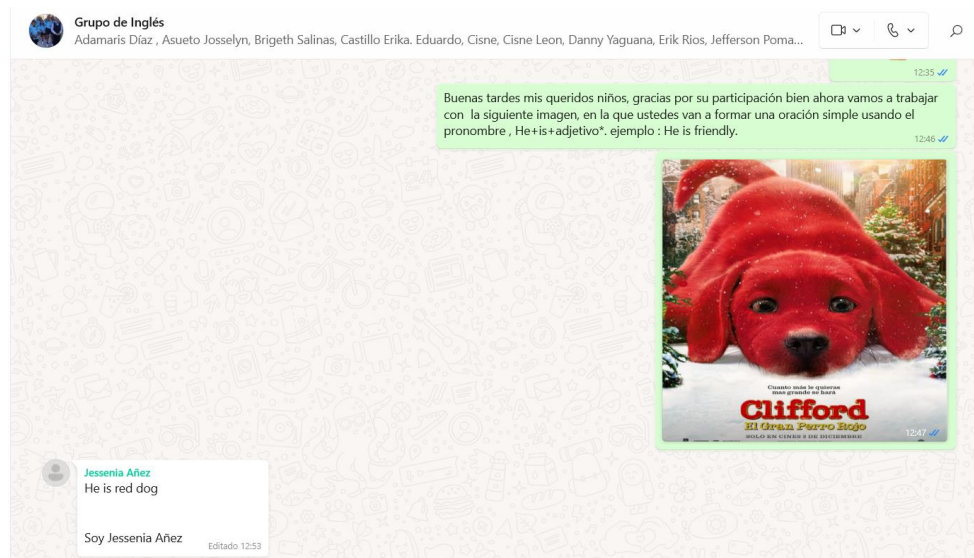 Grupo de Inglés
Adamaris Díaz , Asueto Josselyn, Brigeth Salinas, Castillo Erika. Eduardo, Cisne, Cisne Leon, Danny Yaguana, Erik Rios, Jefferson Poma...
12:35
Buenas tardes mis queridos niños, gracias por su participación bien ahora vamos a trabajar
con la siguiente imagen, en la que ustedes van a formar una oración simple usando el
pronombre , He+is+adjetivo*. ejemplo : He is friendly.
12:46
Cuanto más le quieras
mas grande se hará
Clifford
El Gran Perro Rojo
SOLO EN CINES 2 DE DICIEMBRE
12:47
Jessenia Añez
He is red dog
Soy Jessenia Añez
Editado 12:53